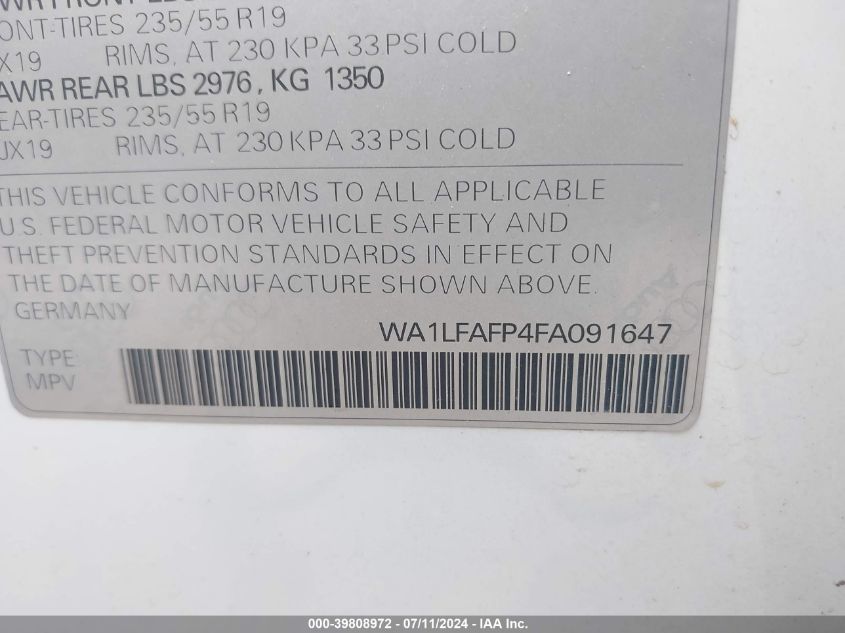 ONT-TIRES 235/55 R19
X19 RIMS, AT 230 KPA 33 PSI COLD
AWR REAR LBS 2976, KG 1350
EAR-TIRES 235/55 R19
JX19 RIMS, AT 230 KPA 33 PSI COLD
THIS VEHICLE CONFORMS TO ALL APPLICABLE
U.S. FEDERAL MOTOR VEHICLE SAFETY AND
THEFT PREVENTION STANDARDS IN EFFECT ON
THE DATE OF MANUFACTURE SHOWN ABOVE.
GERMANY
WA1LFAFP4FA091647
TYPE:
MPV
Audi
000-39808972 - 07/11/2024 - IAA Inc.